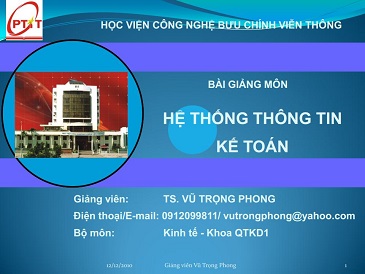 PTIT
HỌC VIỆN CÔNG NGHỆ BƯU CHÍNH VIỄN THÔNG
BÀI GIẢNG MÔN
HỆ THỐNG THÔNG TIN
KẾ TOÁN
Giảng viên: TS. VŨ TRỌNG PHONG
Điện thoại/E-mail: 0912099811/ vutrongphong@yahoo.com
Bộ môn: Kinh tế - Khoa QTKD1
12/12/2010 Giảng viên Vũ Trọng Phong 1